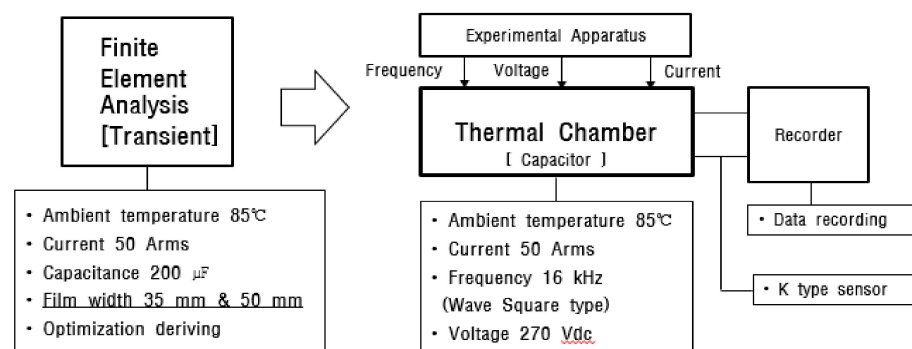 Finite
Element
Analysis
[Transient]
• Ambient temperature 85℃
• Current 50 Arms
• Capacitance 200 μF
• Film width 35 mm & 50 mm
• Optimization deriving
Experimental Apparatus
Frequency Voltage Current
Thermal Chamber
[ Capacitor ]
• Ambient temperature 85℃
• Current 50 Arms
• Frequency 16 kHz
(Wave Square type)
• Voltage 270 Vdc
Recorder
• Data recording
• K type sensor